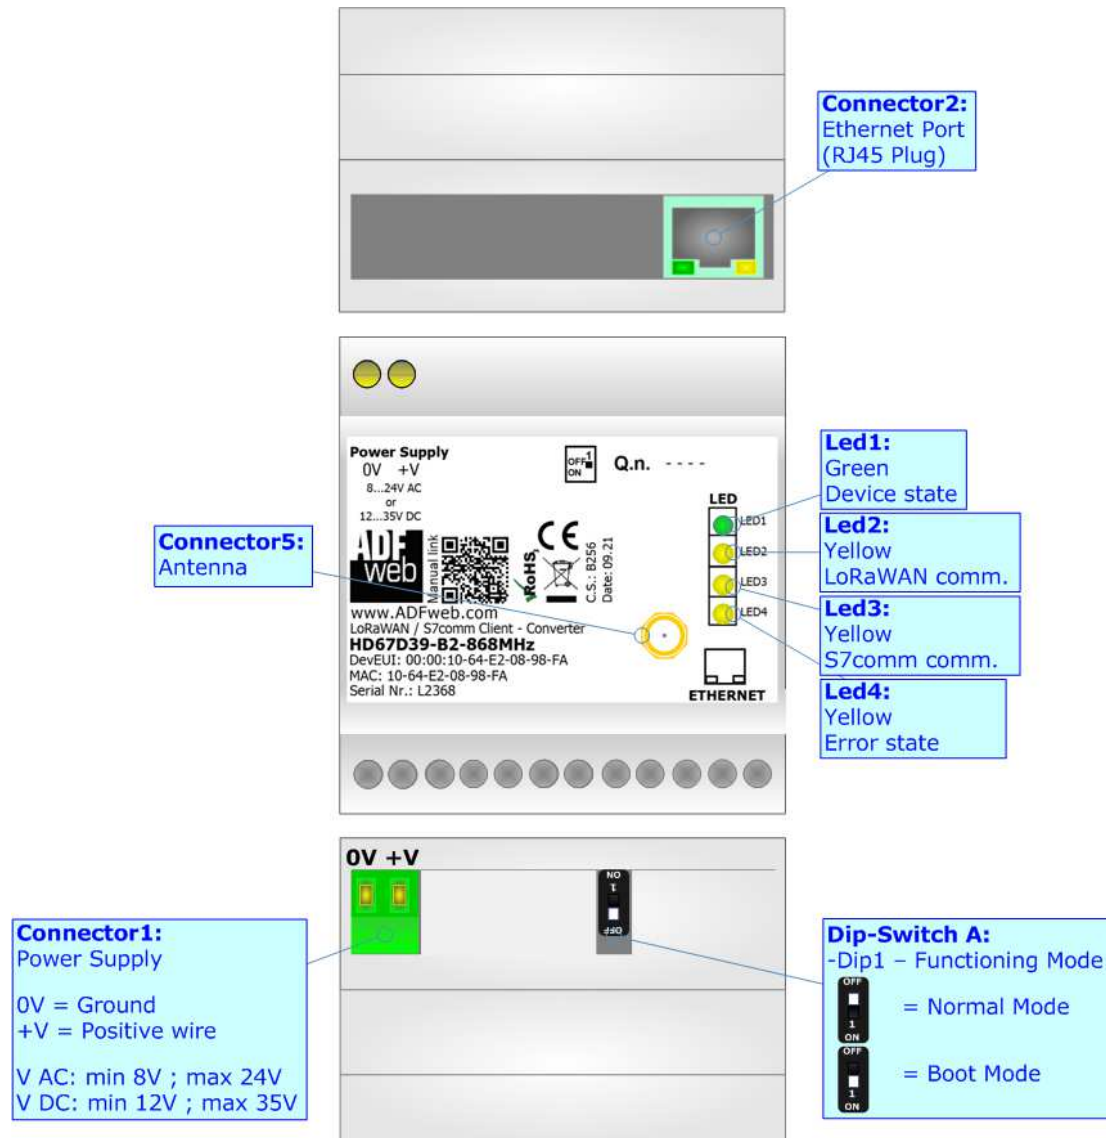 Connector2:
Ethernet Port
(RJ45 Plug)
Power Supply
0V +V
8...24V AC
or
12...35V DC
OFF 1
ON
Q.n. - - - -
LED
LED1
LED2
LED3
LED4
Led1:
Green
Device state
Led2:
Yellow
LoRaWAN comm.
Led3:
Yellow
S7comm comm.
Led4:
Yellow
Error state
Connector5:
Antenna
ADF
web
Manual link
RoHS
CE
C.S.: B256
Date: 09.21
www.ADFweb.com
LoRaWAN / S7comm Client - Converter
HD67D39-B2-868MHz
DevEUI: 00:00:10-64-E2-08-98-FA
MAC: 10-64-E2-08-98-FA
Serial Nr.: L2368
ETHERNET
0V +V
ON
1
OFF
Connector1:
Power Supply
0V = Ground
+V = Positive wire
V AC: min 8V ; max 24V
V DC: min 12V ; max 35V
Dip-Switch A:
-Dip1 – Functioning Mode
OFF
= Normal Mode
1
ON
OFF
= Boot Mode
1
ON